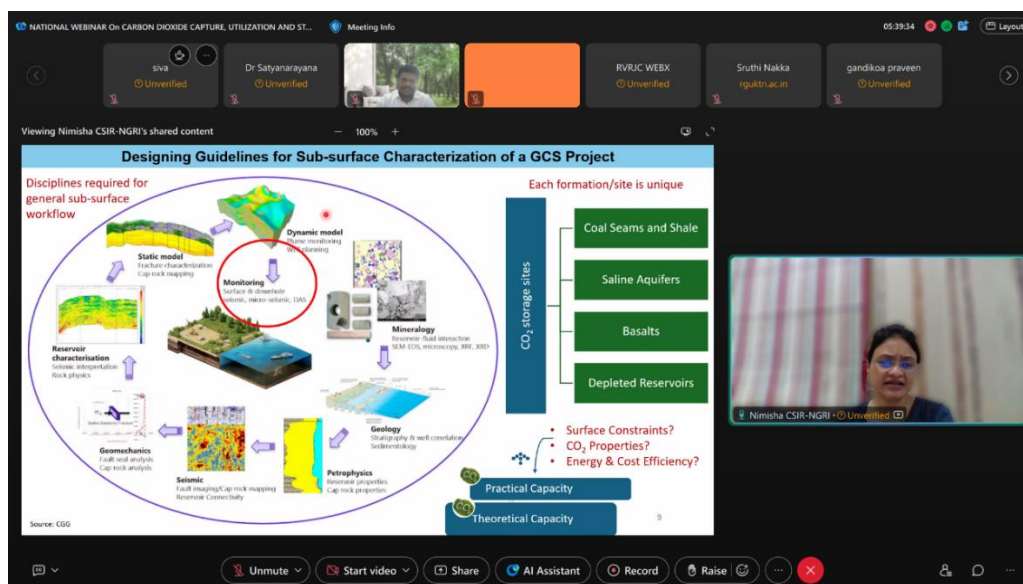 NATIONAL WEBINAR On CARBON DIOXIDE CAPTURE, UTILIZATION AND ST...
Meeting Info
05:39:34
Layout
siva
Unverified
Dr Satyanarayana
Unverified
RVRJC WEBX
Unverified
Sruthi Nakka
rguktn.ac.in
gandikoa praveen
Unverified
Viewing Nimisha CSIR-NGRI's shared content
− 100% +
Designing Guidelines for Sub-surface Characterization of a GCS Project
Disciplines required for
general sub-surface
workflow
Dynamic model
Plume monitoring
Well planning
Static model
Fracture characterization
Cap rock mapping
Monitoring
Surface & downhole
seismic, micro-seismic, DAS
Mineralogy
Reservoir-fluid interaction
SEM-EDS, microscopy, XRF, XRD
Reservoir
characterisation
Seismic interpretation
Rock physics
Geology
Stratigraphy & well correlation
Sedimentology
Geomechanics
Fault seal analysis
Cap rock analysis
Seismic
Fault imaging/Cap rock mapping
Reservoir Connectivity
Petrophysics
Reservoir properties
Cap rock properties
Source: CGG
Each formation/site is unique
CO₂ storage sites
Coal Seams and Shale
Saline Aquifers
Basalts
Depleted Reservoirs
• Surface Constraints?
• CO₂ Properties?
• Energy & Cost Efficiency?
Practical Capacity
Theoretical Capacity
9
Nimisha CSIR-NGRI • Unverified
Unmute
Start video
Share
AI Assistant
Record
Raise